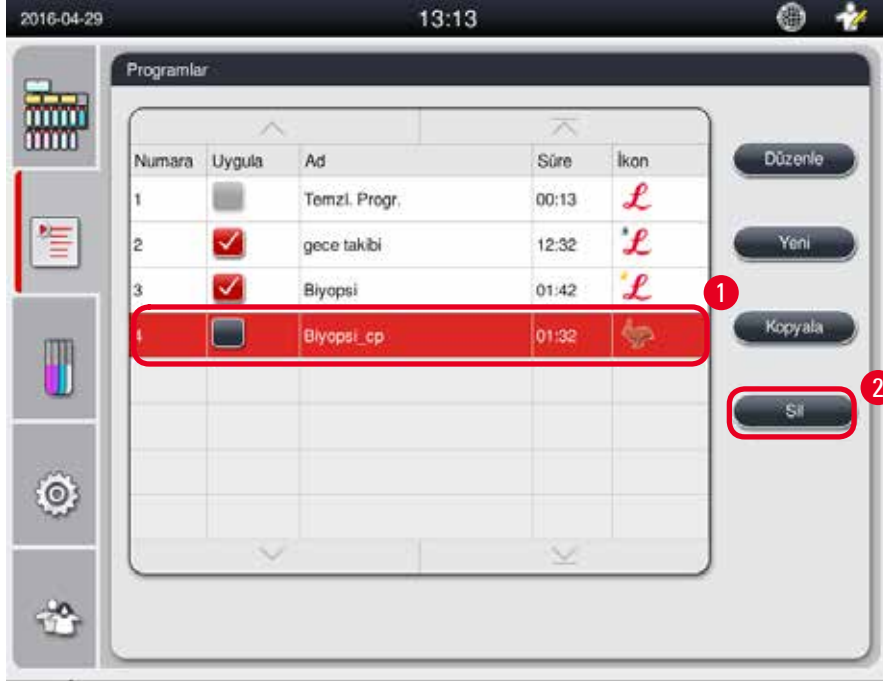 2016-04-29 13:13
Programlar
Numara Uygula Ad Süre İkon
1 Temzl. Progr. 00:13
2 gece takibi 12:32
3 Biyopsi 01:42
4 Biyopsi_cp 01:32
Düzenle
Yeni
Kopyala
Sil
1
2